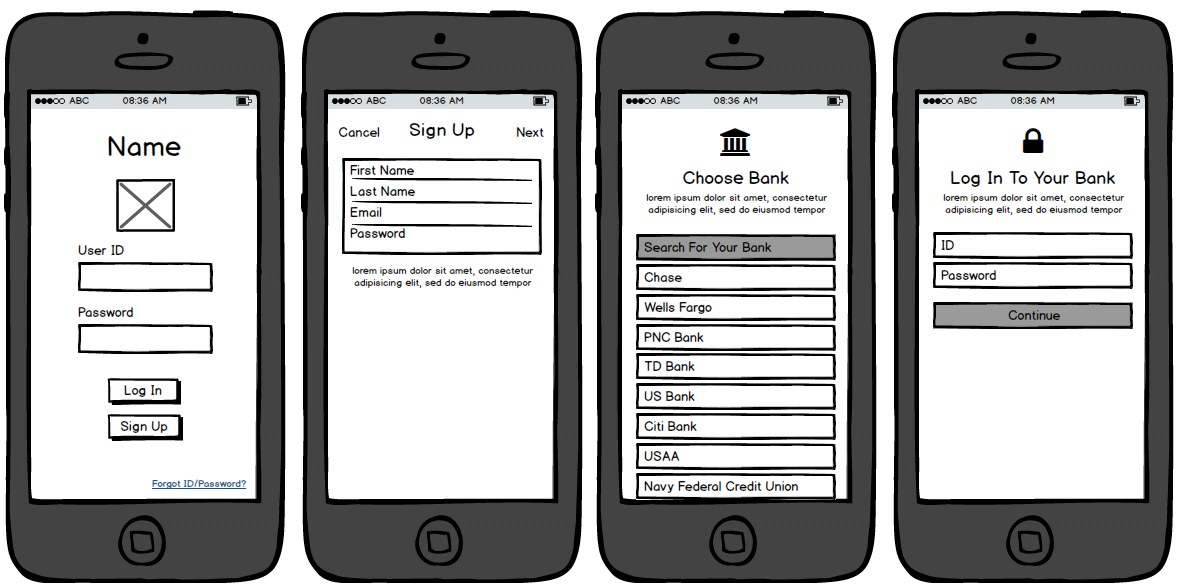 ABC 08:36 AM
Name
User ID
Password
Log In
Sign Up
Forgot ID/Password?
ABC 08:36 AM
Cancel Sign Up Next
First Name
Last Name
Email
Password
lorem ipsum dolor sit amet, consectetur
adipisicing elit, sed do eiusmod tempor
ABC 08:36 AM
Choose Bank
lorem ipsum dolor sit amet, consectetur
adipisicing elit, sed do eiusmod tempor
Search For Your Bank
Chase
Wells Fargo
PNC Bank
TD Bank
US Bank
Citi Bank
USAA
Navy Federal Credit Union
ABC 08:36 AM
Log In To Your Bank
lorem ipsum dolor sit amet, consectetur
adipisicing elit, sed do eiusmod tempor
ID
Password
Continue